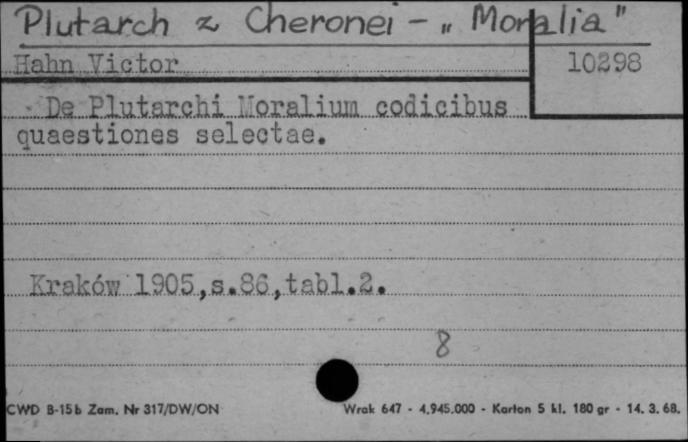 Plutarch z Cheronei - „Moralia"
Hahn Victor
10298
De Plutarchi Moralium codicibus
quaestiones selectae.
Kraków 1905,s.86,tabl.2.
8
CWD B-15b Zam. Nr 317/DW/ON
Wrak 647 - 4.945.000 - Karton 5 kl. 180 gr - 14. 3. 68.